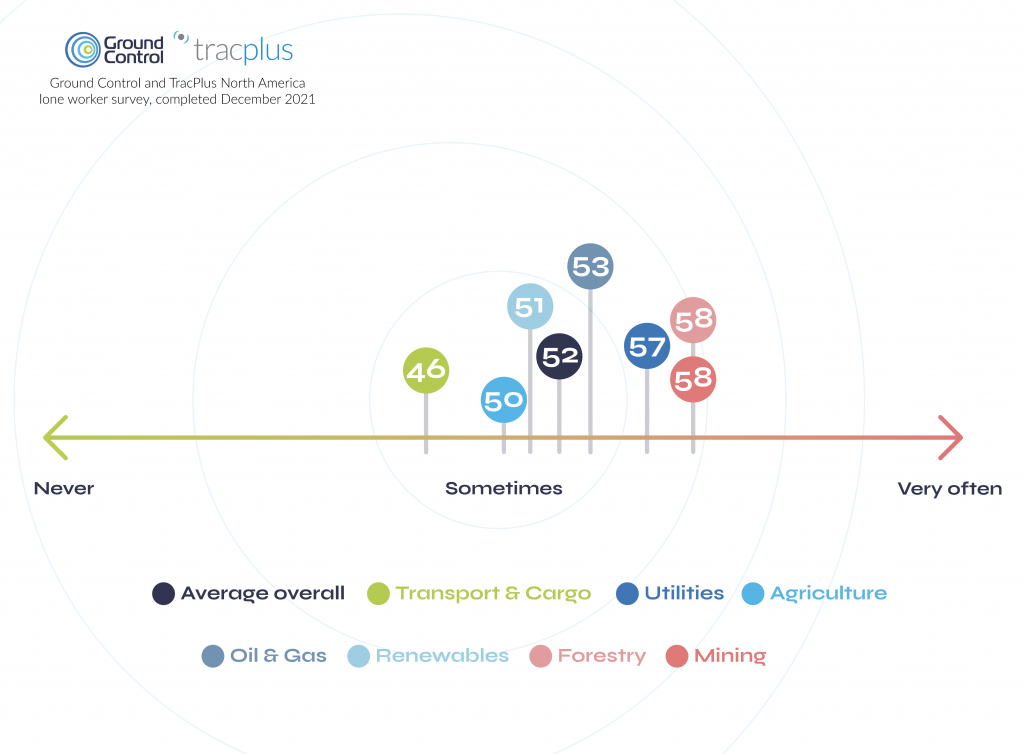 Ground
Control
tracplus
Ground Control and TracPlus North America
lone worker survey, completed December 2021
53
51
58
57
52
46
58
50
Never
Sometimes
Very often
Average overall
Transport & Cargo
Utilities
Agriculture
Oil & Gas
Renewables
Forestry
Mining